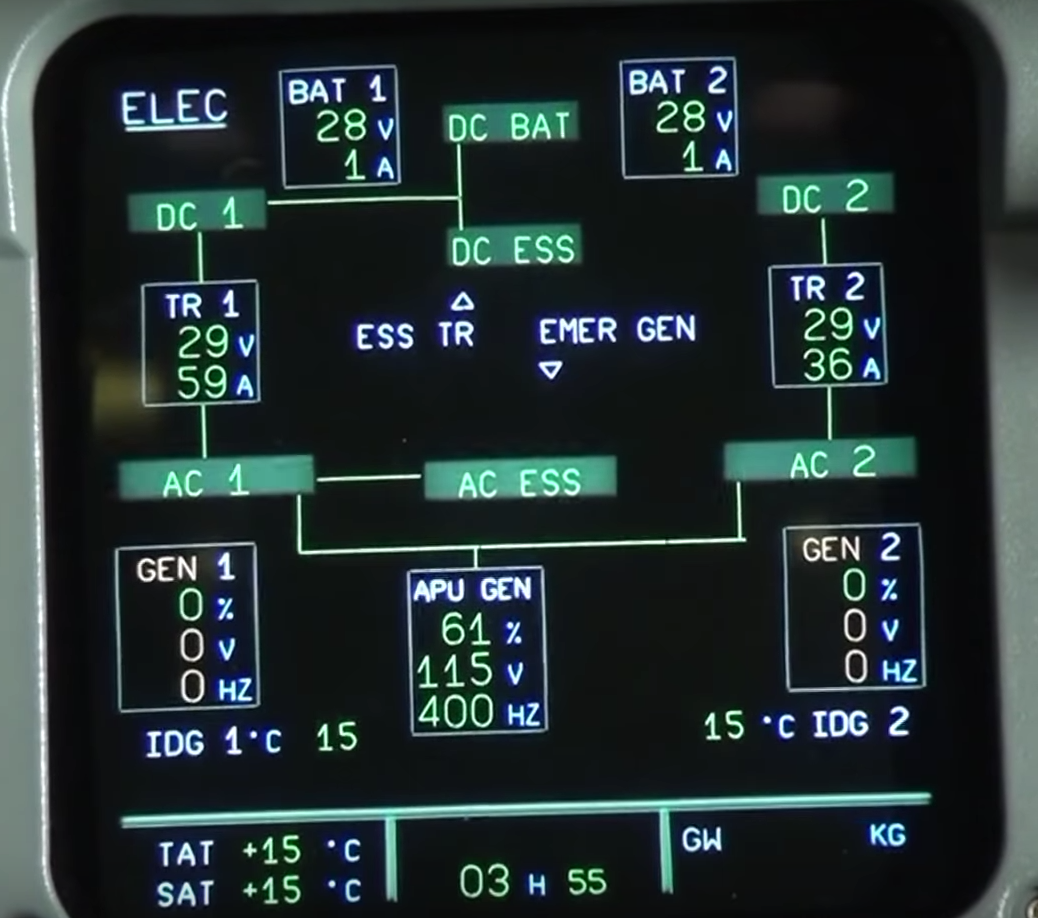 ELEC
BAT 1
28 V
1 A
DC BAT
BAT 2
28 V
1 A
DC 1
DC ESS
DC 2
TR 1
29 V
59 A
ESS TR
EMER GEN
TR 2
29 V
36 A
AC 1
AC ESS
AC 2
GEN 1
0 %
0 V
0 HZ
APU GEN
61 %
115 V
400 HZ
GEN 2
0 %
0 V
0 HZ
IDG 1 °C 15
15 °C IDG 2
TAT +15 °C
SAT +15 °C
03 H 55
GW KG